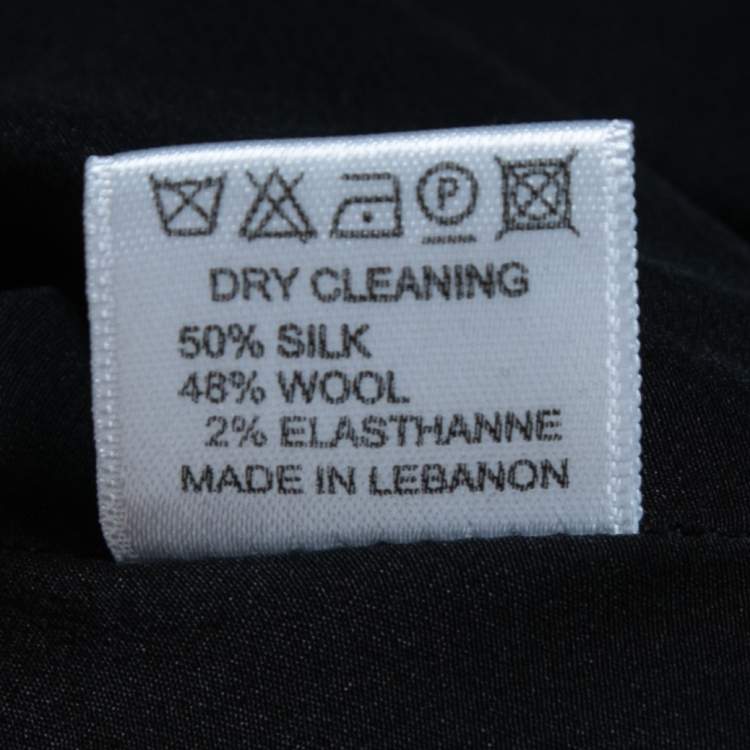 P
DRY CLEANING
50% SILK
48% WOOL
2% ELASTHANNE
MADE IN LEBANON